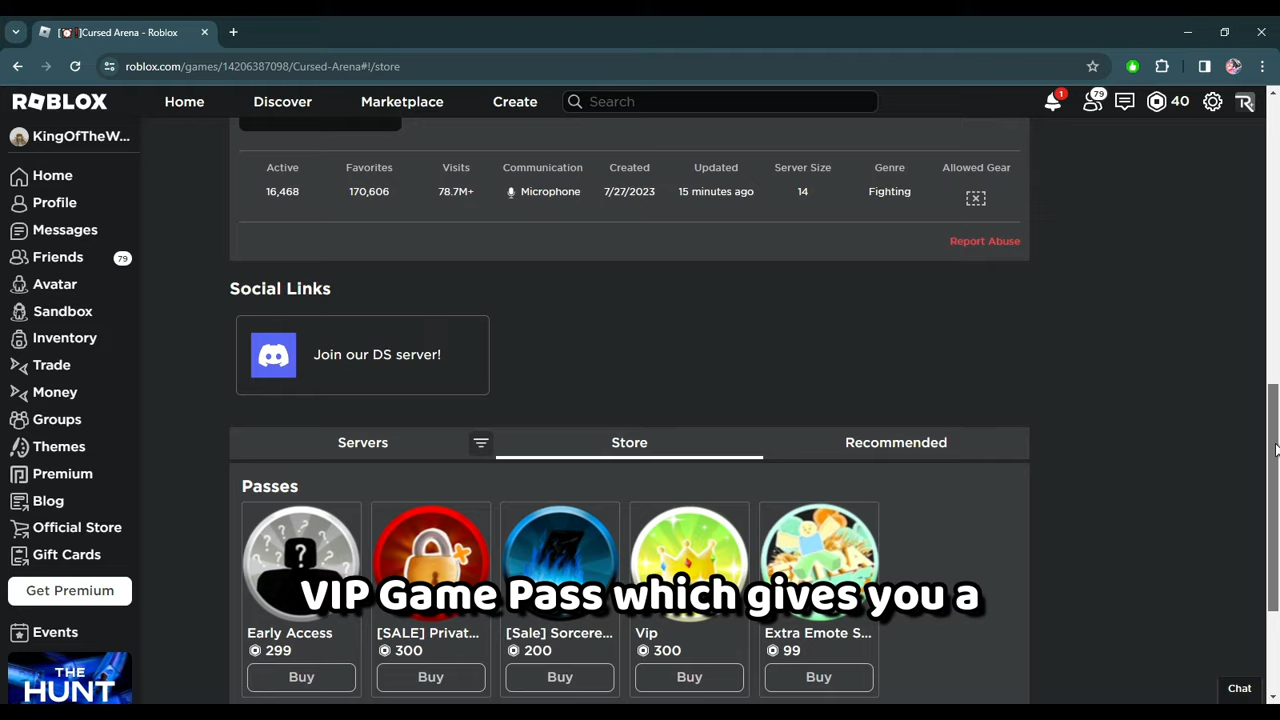 [⏰]Cursed Arena - Roblox
roblox.com/games/14206387098/Cursed-Arena#!/store
ROBLOX
Home
Discover
Marketplace
Create
Search
1
79
40
KingOfTheW...
Home
Profile
Messages
Friends
79
Avatar
Sandbox
Inventory
Trade
Money
Groups
Themes
Premium
Blog
Official Store
Gift Cards
Get Premium
Events
THE
HUNT
Active
Favorites
Visits
Communication
Created
Updated
Server Size
Genre
Allowed Gear
16,468
170,606
78.7M+
Microphone
7/27/2023
15 minutes ago
14
Fighting
Report Abuse
Social Links
Join our DS server!
Servers
Store
Recommended
Passes
VIP Game Pass which gives you a
Early Access
299
Buy
[SALE] Privat...
300
Buy
[Sale] Sorcere...
200
Buy
Vip
300
Buy
Extra Emote S...
99
Buy
Chat